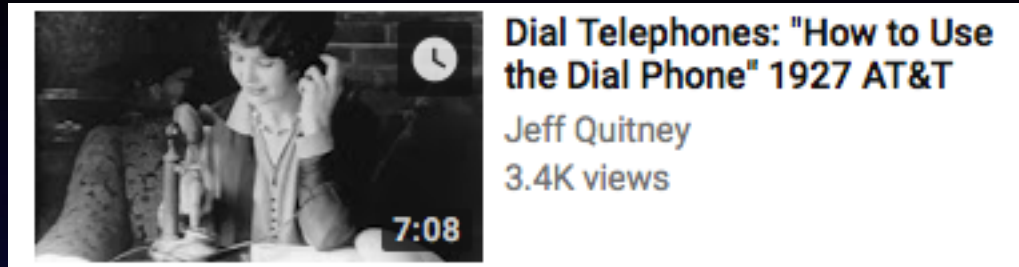 Dial Telephones: "How to Use
the Dial Phone" 1927 AT&T
Jeff Quitney
3.4K views
7:08